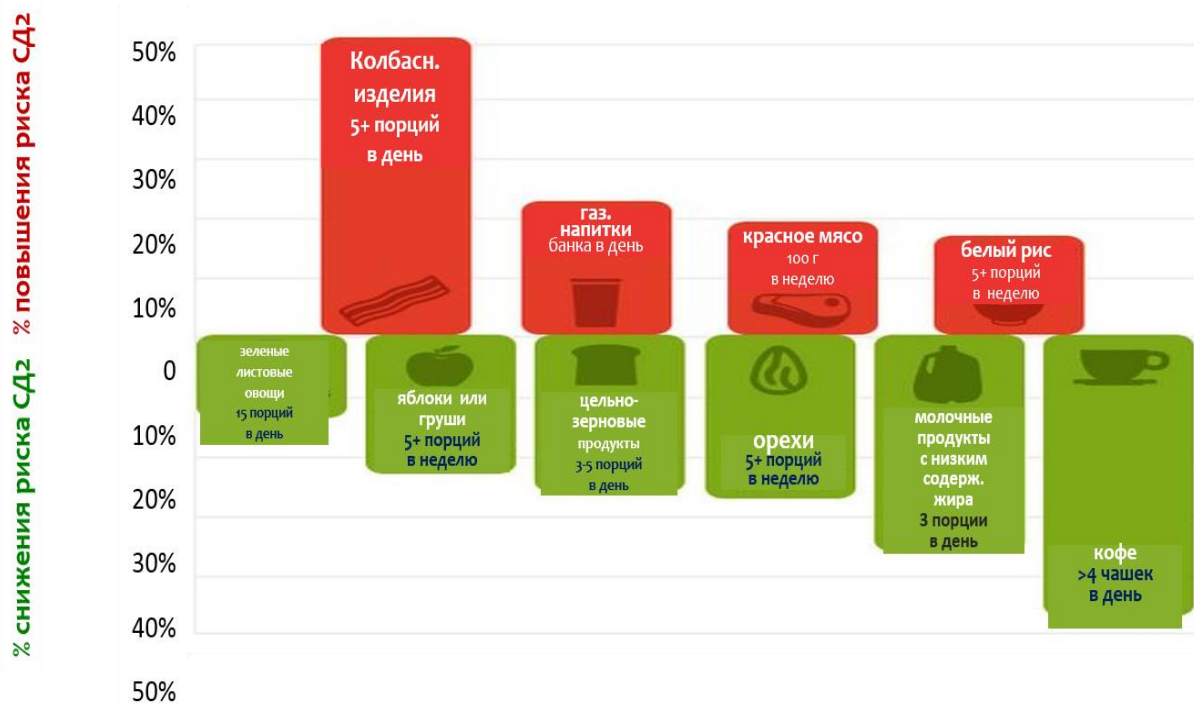 % повышения риска СД2
% снижения риска СД2
50%
40%
30%
20%
10%
0
10%
20%
30%
40%
50%
Колбасн.
изделия
5+ порций
в день
газ.
напитки
банка в день
красное мясо
100 г
в неделю
белый рис
5+ порций
в неделю
зеленые
листовые
овощи
15 порций
в день
яблоки или
груши
5+ порций
в неделю
цельно-
зерновые
продукты
3-5 порций
в день
орехи
5+ порций
в неделю
молочные
продукты
с низким
содерж.
жира
3 порции
в день
кофе
>4 чашек
в день